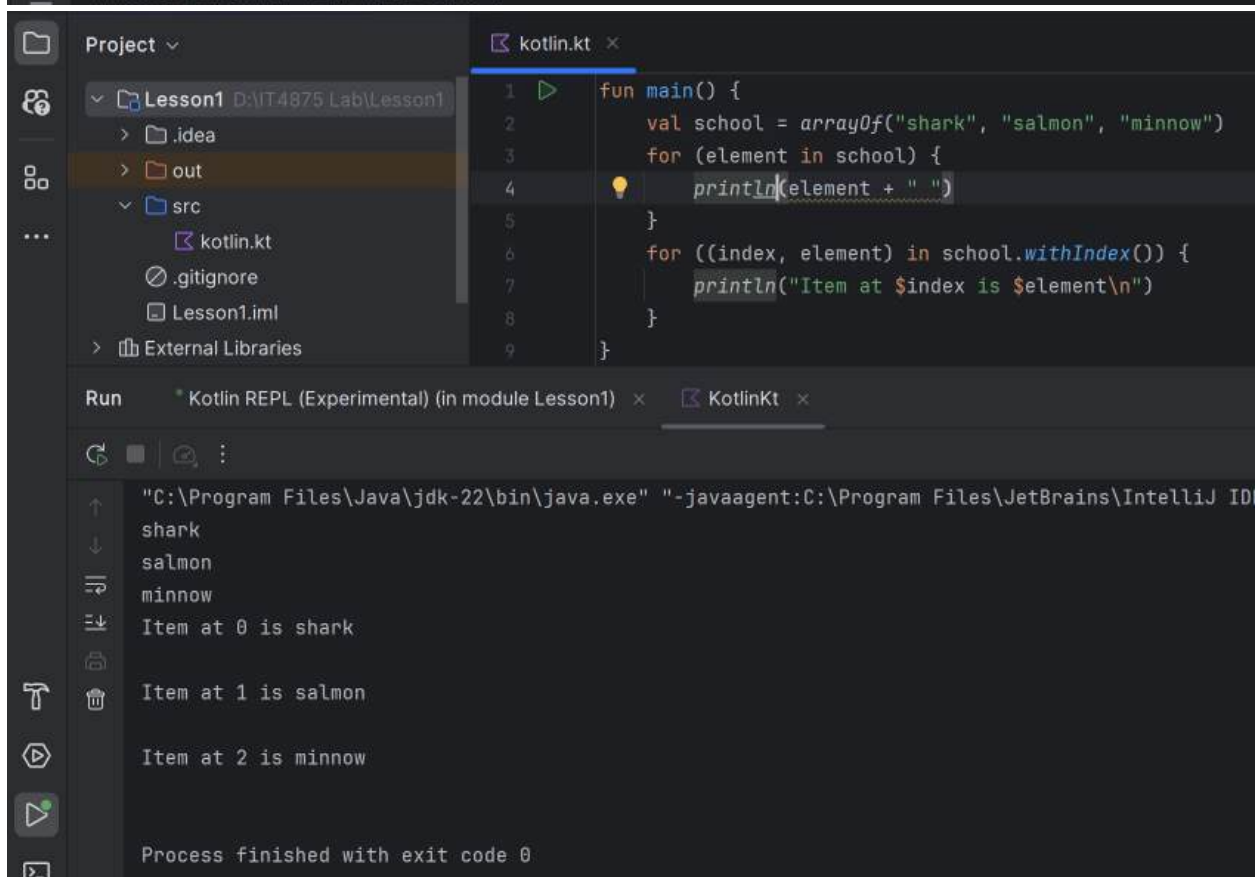 Project
kotlin.kt
Lesson1 D:\IT4875 Lab\Lesson1
.idea
out
src
kotlin.kt
.gitignore
Lesson1.iml
External Libraries
1 fun main() {
2 val school = arrayOf("shark", "salmon", "minnow")
3 for (element in school) {
4 println(element + " ")
5 }
6 for ((index, element) in school.withIndex()) {
7 println("Item at $index is $element\n")
8 }
9 }
Run Kotlin REPL (Experimental) (in module Lesson1) KotlinKt
"C:\Program Files\Java\jdk-22\bin\java.exe" "-javaagent:C:\Program Files\JetBrains\IntelliJ
shark
salmon
minnow
Item at 0 is shark
Item at 1 is salmon
Item at 2 is minnow
Process finished with exit code 0